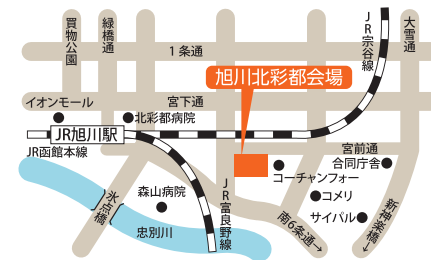 買物公園
緑橋通
1条通
JR宗谷線
大雪通
旭川北彩都会場
イオンモール
北彩都病院
宮下通
JR旭川駅
JR函館本線
宮前通
合同庁舎
コーチャンフォー
コメリ
サイパル
森山病院
氷点橋
忠別川
JR富良野線
南6条通→
新神楽橋→